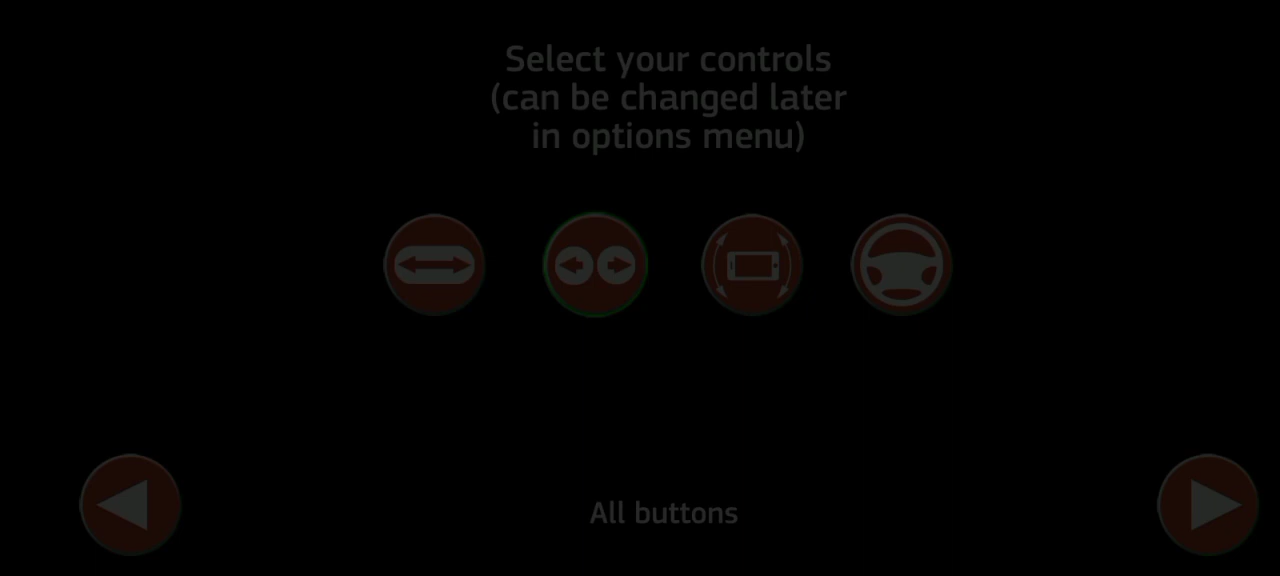 Select your controls
(can be changed later
in options menu)
All buttons